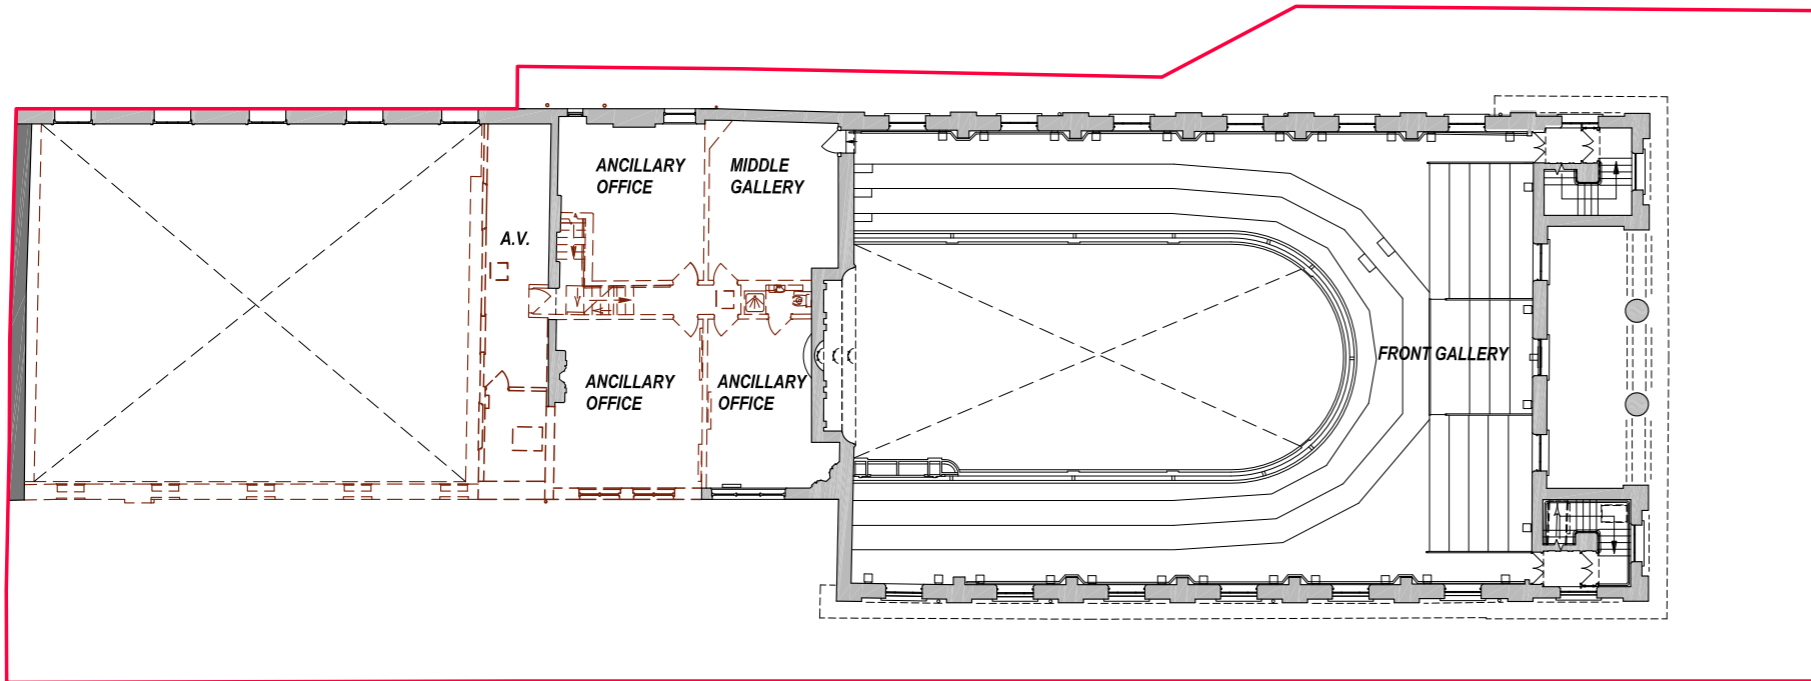 ANCILLARY
OFFICE
MIDDLE
GALLERY
A.V.
FRONT GALLERY
ANCILLARY
OFFICE
ANCILLARY
OFFICE